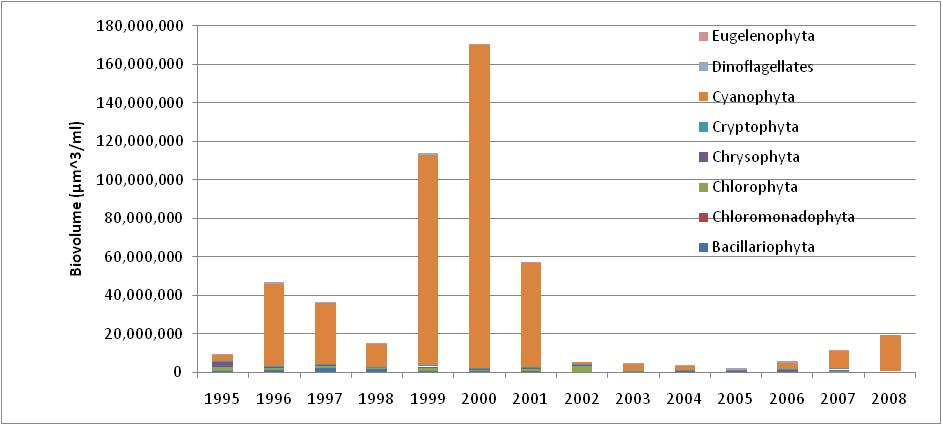 180,000,000
160,000,000
140,000,000
120,000,000
100,000,000
80,000,000
60,000,000
40,000,000
20,000,000
0
Biovolume (µm^3/ml)
1995 1996 1997 1998 1999 2000 2001 2002 2003 2004 2005 2006 2007 2008
Eugelenophyta
Dinoflagellates
Cyanophyta
Cryptophyta
Chrysophyta
Chlorophyta
Chloromonadophyta
Bacillariophyta